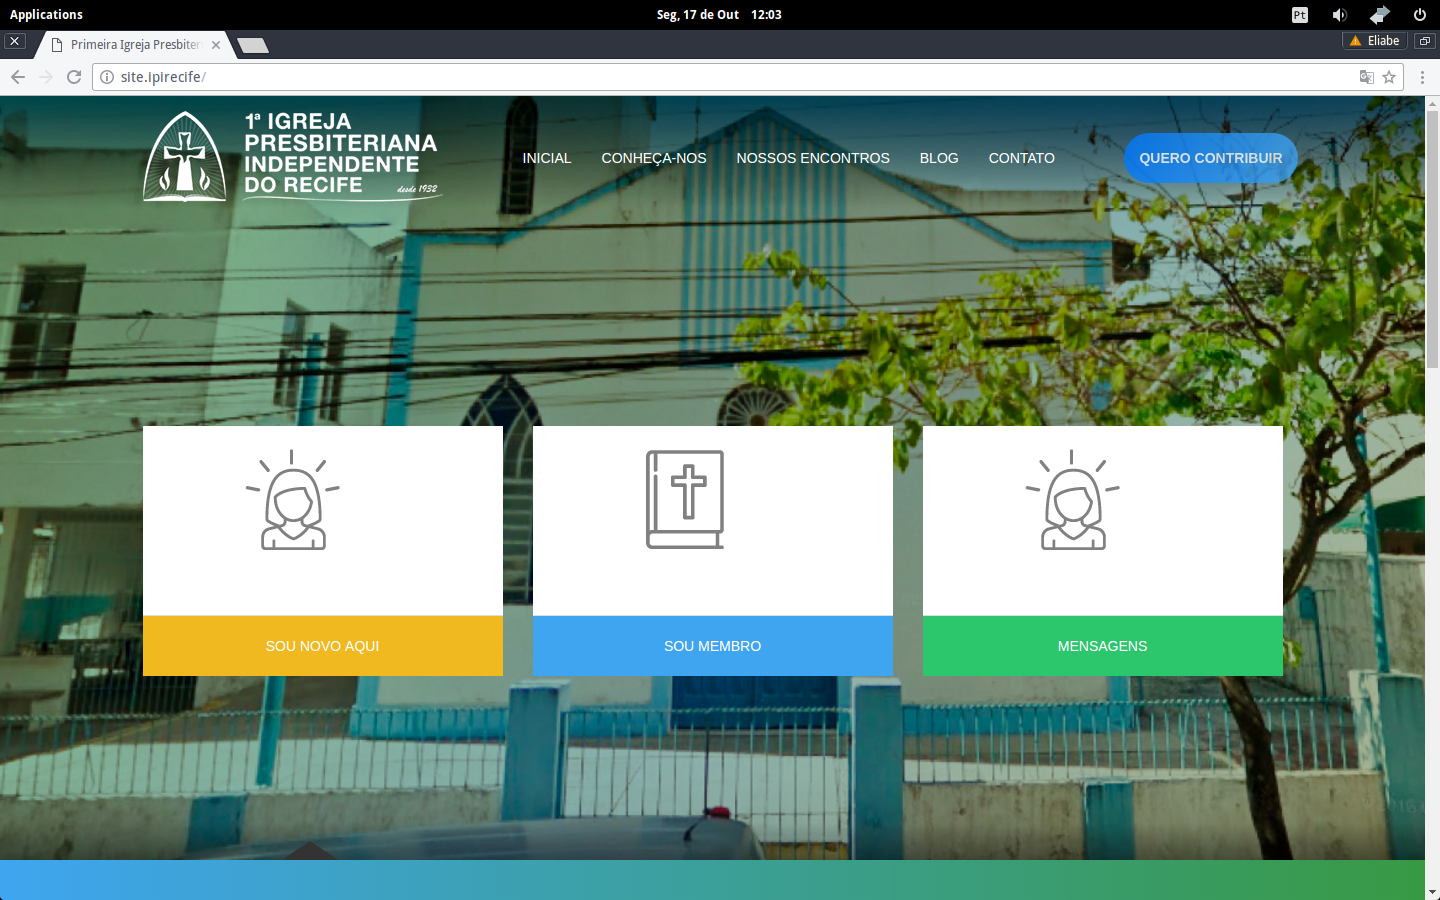 Applications
Seg, 17 de Out 12:03
Pt
Primeira Igreja Presbiter
Eliabe
site.ipirecife/
1ª IGREJA
PRESBITERIANA
INDEPENDENTE
DO RECIFE
desde 1932
INICIAL
CONHEÇA-NOS
NOSSOS ENCONTROS
BLOG
CONTATO
QUERO CONTRIBUIR
SOU NOVO AQUI
SOU MEMBRO
MENSAGENS